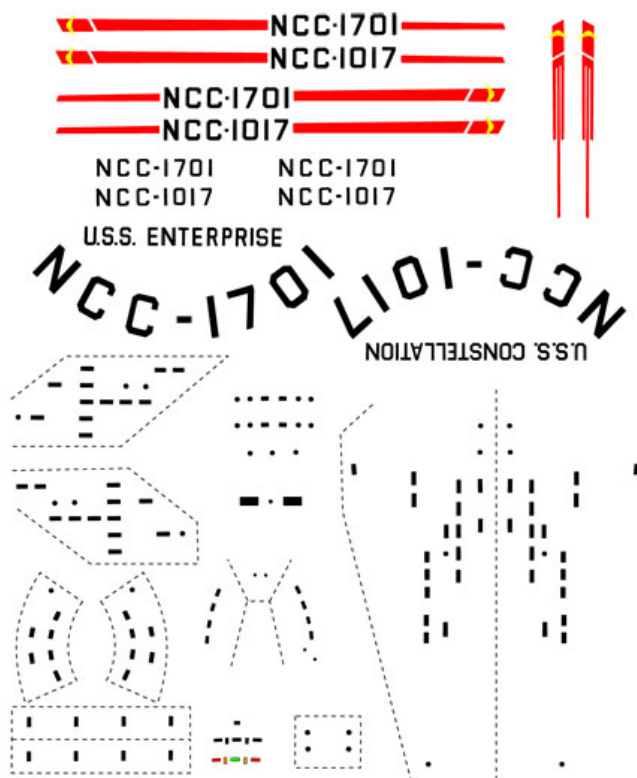 NCC-1701
NCC-1017
NCC-1701
NCC-1017
NCC-1701 NCC-1701
NCC-1017 NCC-1017
U.S.S. ENTERPRISE
NCC-1701
NCC-1017
U.S.S. CONSTELLATION